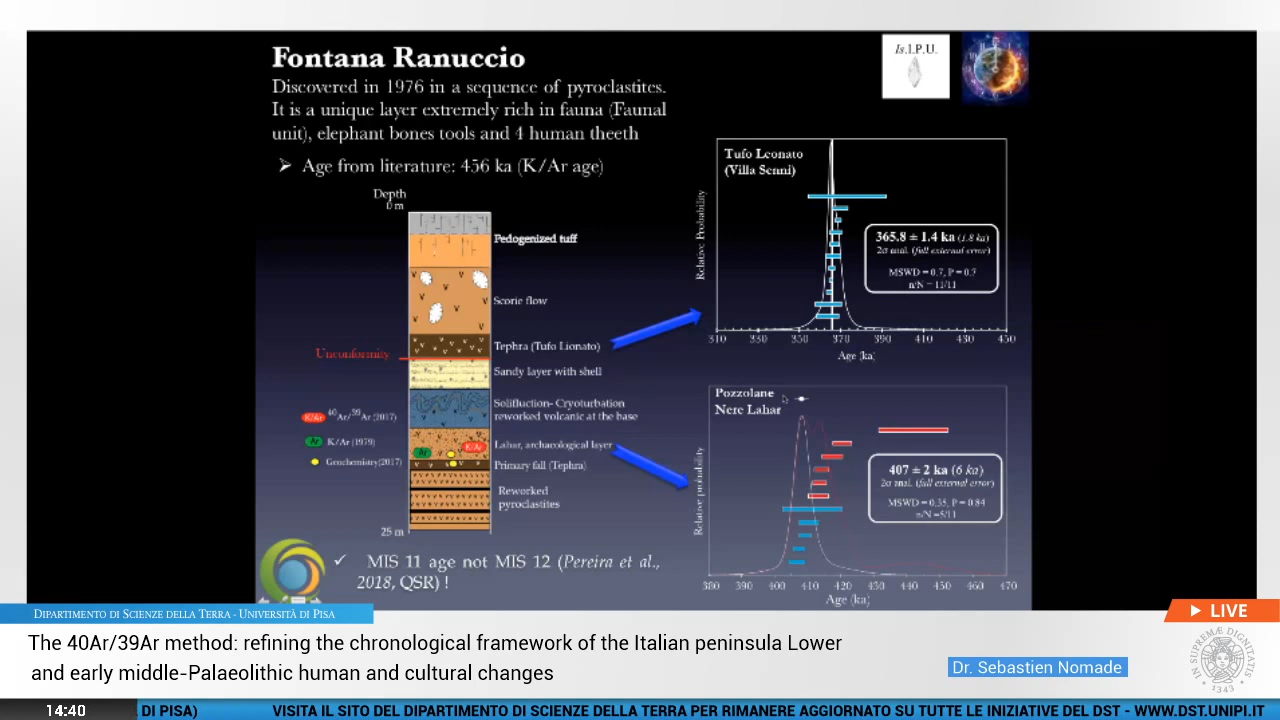 Fontana Ranuccio
Discovered in 1976 in a sequence of pyroclastites.
It is a unique layer extremely rich in fauna (Faunal
unit), elephant bones tools and 4 human theeth
➢ Age from literature: 456 ka (K/Ar age)
Is.I.P.U.
Depth
0 m
Pedogenized tuff
Scorie flow
Unconformity
Tephra (Tufo Lionato)
Sandy layer with shell
Solifluction- Cryoturbation
reworked volcanic at the base
K/Ar 40Ar/39Ar (2017)
Ar K/Ar (1979)
Geochemistry(2017)
Ar
K/Ar
Lahar, archaeological layer
Primary fall (Tephra)
Reworked
pyroclastites
25 m
✓ MIS 11 age not MIS 12 (Pereira et al.,
2018, QSR) !
Tufo Leonato
(Villa Senni)
Relative Probability
365.8 ± 1.4 ka (1.8 ka)
2σ anal. (full external error)
MSWD = 0.7, P = 0.7
n/N = 11/11
310 330 350 370 390 410 430 450
Age (ka)
Pozzolane
Nere Lahar
Relative probability
407 ± 2 ka (6 ka)
2σ anal. (full external error)
MSWD = 0.35, P = 0.84
n/N =5/11
380 390 400 410 420 430 440 450 460 470
Age (ka)
DIPARTIMENTO DI SCIENZE DELLA TERRA - UNIVERSITÀ DI PISA
LIVE
The 40Ar/39Ar method: refining the chronological framework of the Italian peninsula Lower
and early middle-Palaeolithic human and cultural changes
Dr. Sebastien Nomade
IN SUPREMÆ DIGNITATIS
1343
14:40
DI PISA) VISITA IL SITO DEL DIPARTIMENTO DI SCIENZE DELLA TERRA PER RIMANERE AGGIORNATO SU TUTTE LE INIZIATIVE DEL DST - WWW.DST.UNIPI.IT